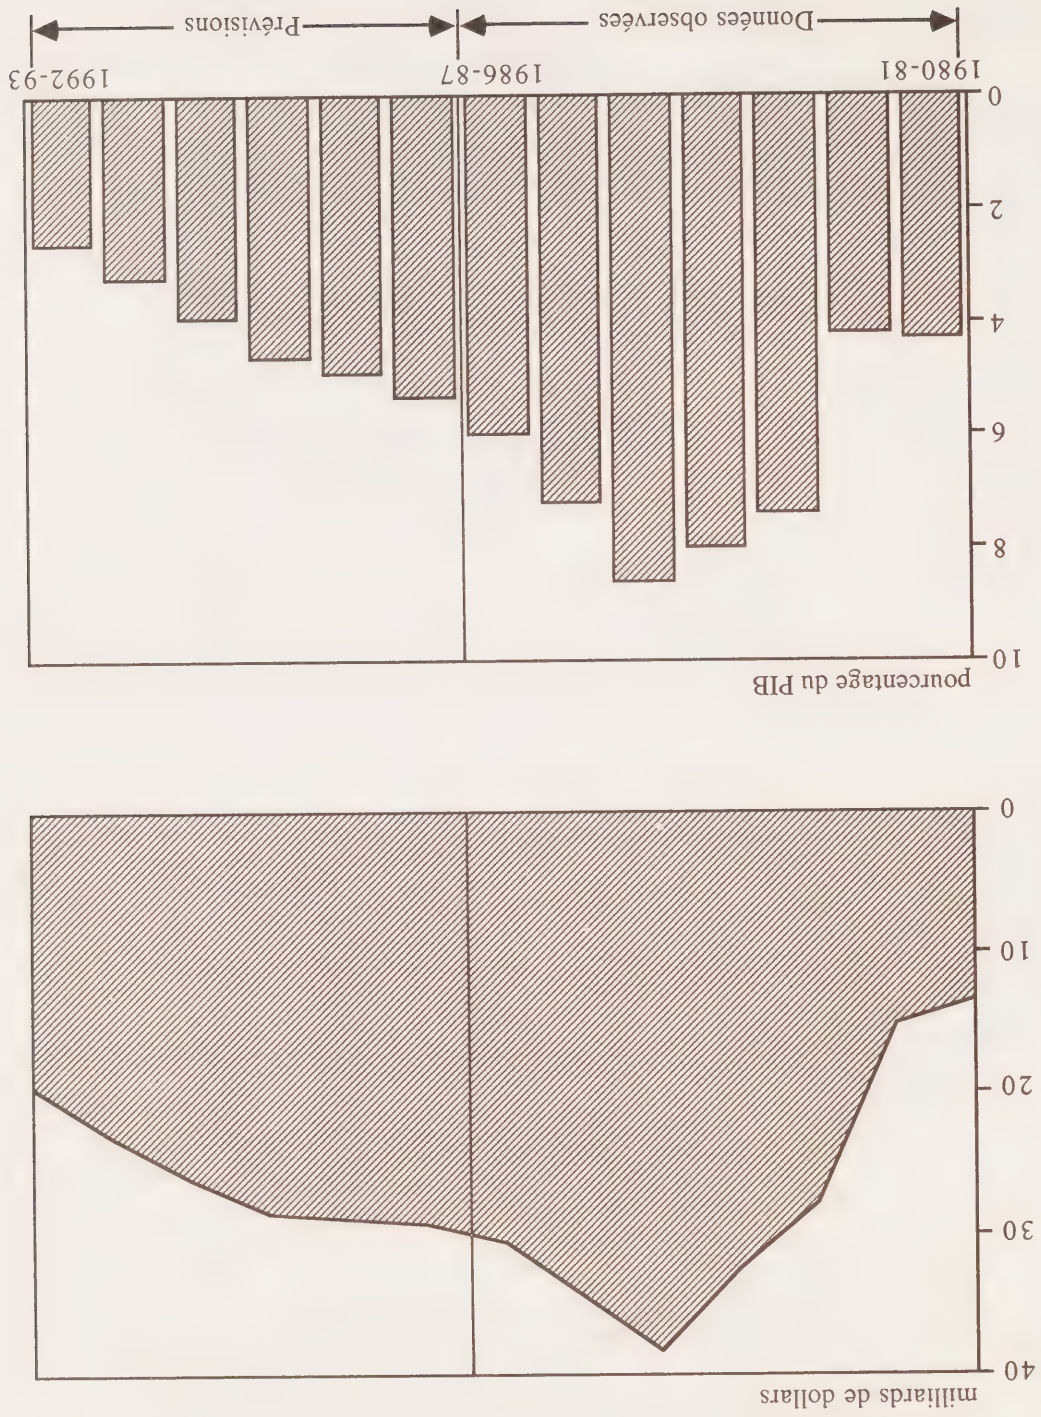 milliards de dollars
40
30
20
10
0
pourcentage du PIB
10
8
6
4
2
0
1980-81 1986-87 1992-93
Données observées Prévisions